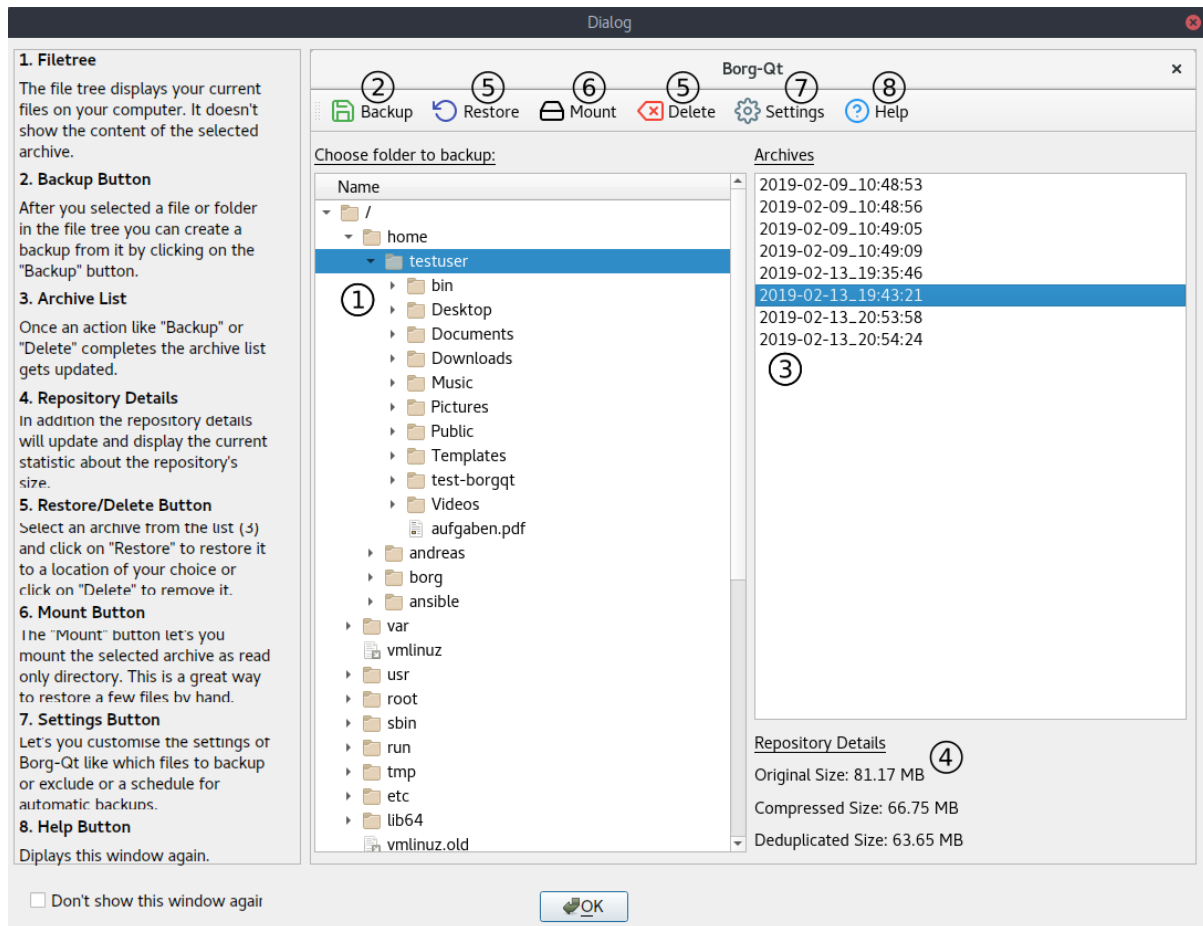 Dialog
1. Filetree
The file tree displays your current
files on your computer. It doesn't
show the content of the selected
archive.
2. Backup Button
After you selected a file or folder
in the file tree you can create a
backup from it by clicking on the
"Backup" button.
3. Archive List
Once an action like "Backup" or
"Delete" completes the archive list
gets updated.
4. Repository Details
In addition the repository details
will update and display the current
statistic about the repository's
size.
5. Restore/Delete Button
Select an archive from the list (3)
and click on "Restore" to restore it
to a location of your choice or
click on "Delete" to remove it.
6. Mount Button
The "Mount" button let's you
mount the selected archive as read
only directory. This is a great way
to restore a few files by hand.
7. Settings Button
Let's you customise the settings of
Borg-Qt like which files to backup
or exclude or a schedule for
automatic backups.
8. Help Button
Diplays this window again.
Borg-Qt
② ⑤ ⑥ ⑤ ⑦ ⑧
Backup Restore Mount Delete Settings Help
Choose folder to backup:
Name
/
home
testuser
①
bin
Desktop
Documents
Downloads
Music
Pictures
Public
Templates
test-borgqt
Videos
aufgaben.pdf
andreas
borg
ansible
var
vmlinuz
usr
root
sbin
run
tmp
etc
lib64
vmlinuz.old
Archives
2019-02-09_10:48:53
2019-02-09_10:48:56
2019-02-09_10:49:05
2019-02-09_10:49:09
2019-02-13_19:35:46
2019-02-13_19:43:21
2019-02-13_20:53:58
2019-02-13_20:54:24
③
Repository Details
④
Original Size: 81.17 MB
Compressed Size: 66.75 MB
Deduplicated Size: 63.65 MB
Don't show this window again
OK